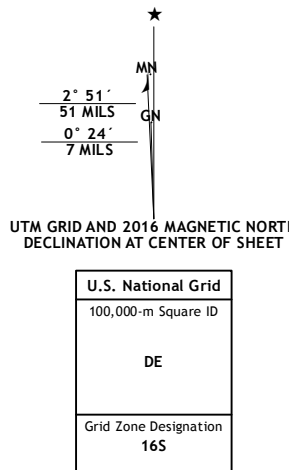 ★
MN
2° 51´
51 MILS
GN
0° 24´
7 MILS
UTM GRID AND 2016 MAGNETIC NORT
DECLINATION AT CENTER OF SHEET
U.S. National Grid
100,000-m Square ID
DE
Grid Zone Designation
16S